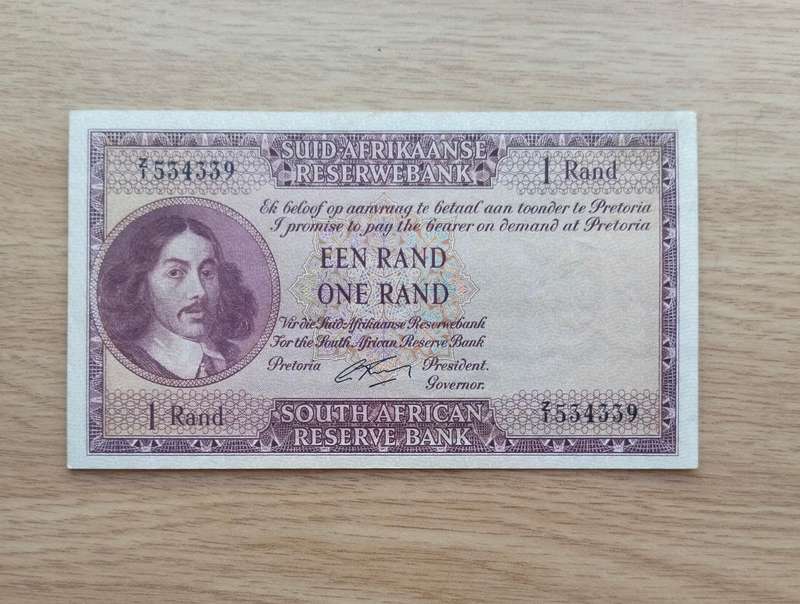 SUID-AFRIKAANSE
RESERWEBANK
Z/1 534339
1 Rand
Ek beloof op aanvraag te betaal aan toonder te Pretoria
I promise to pay the bearer on demand at Pretoria
EEN RAND
ONE RAND
Vir die Suid-Afrikaanse Reserwebank
For the South African Reserve Bank
Pretoria President.
Governor.
1 Rand
SOUTH AFRICAN
RESERVE BANK
Z/1 534339